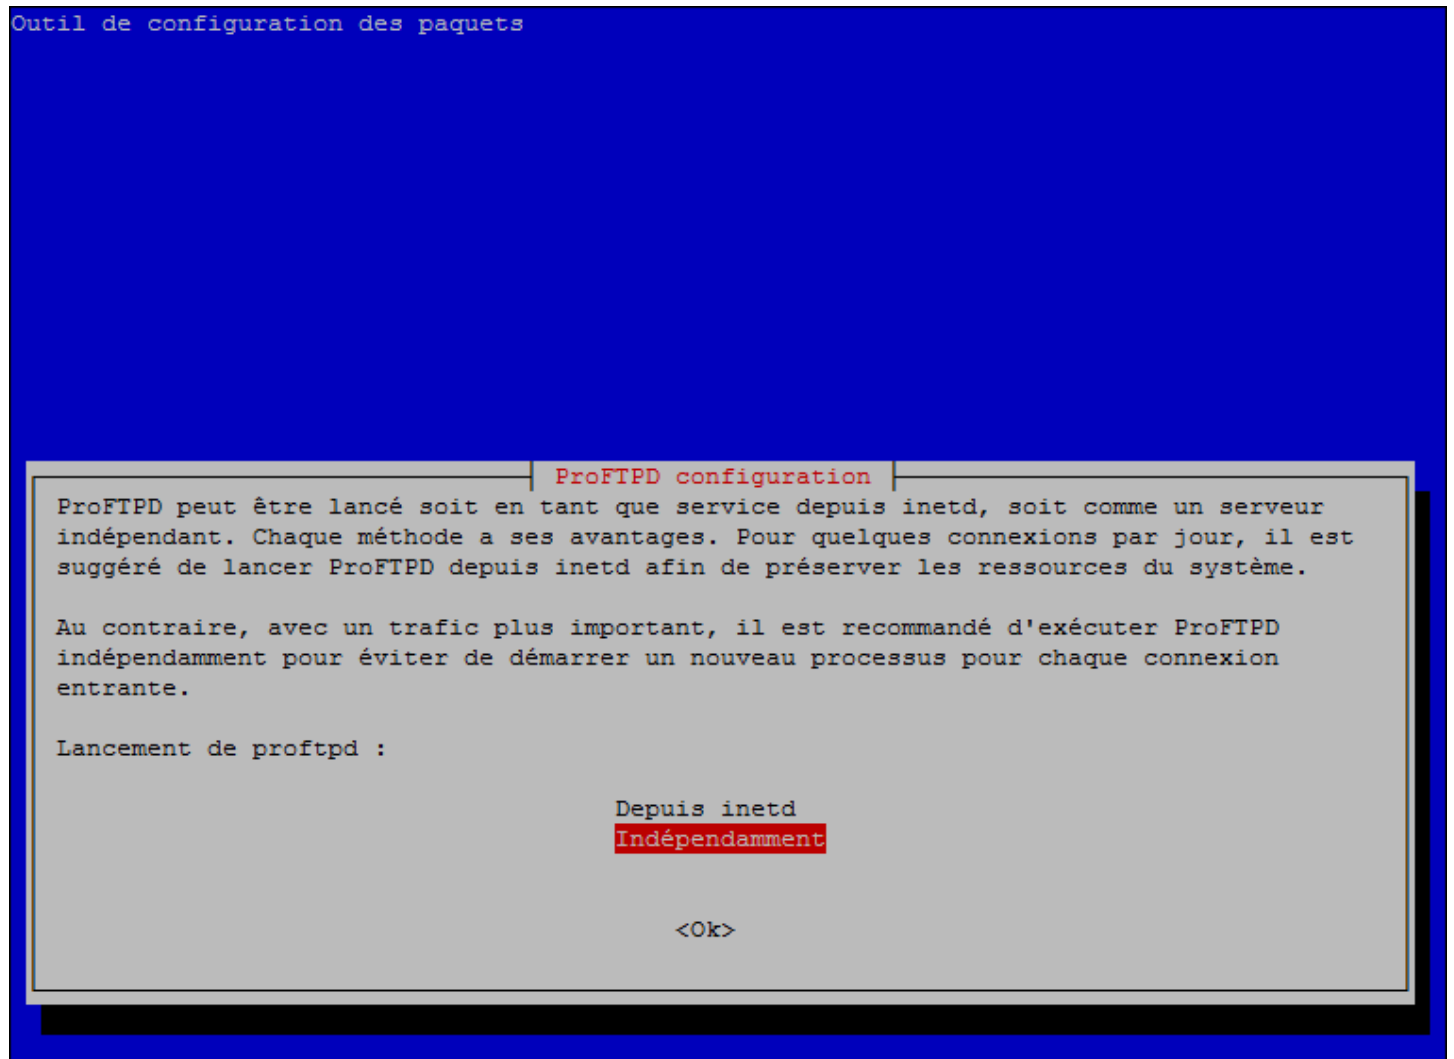 Outil de configuration des paquets
ProFTPD configuration
ProFTPD peut être lancé soit en tant que service depuis inetd, soit comme un serveur
indépendant. Chaque méthode a ses avantages. Pour quelques connexions par jour, il est
suggéré de lancer ProFTPD depuis inetd afin de préserver les ressources du système.
Au contraire, avec un trafic plus important, il est recommandé d'exécuter ProFTPD
indépendamment pour éviter de démarrer un nouveau processus pour chaque connexion
entrante.
Lancement de proftpd :
Depuis inetd
Indépendamment
<Ok>